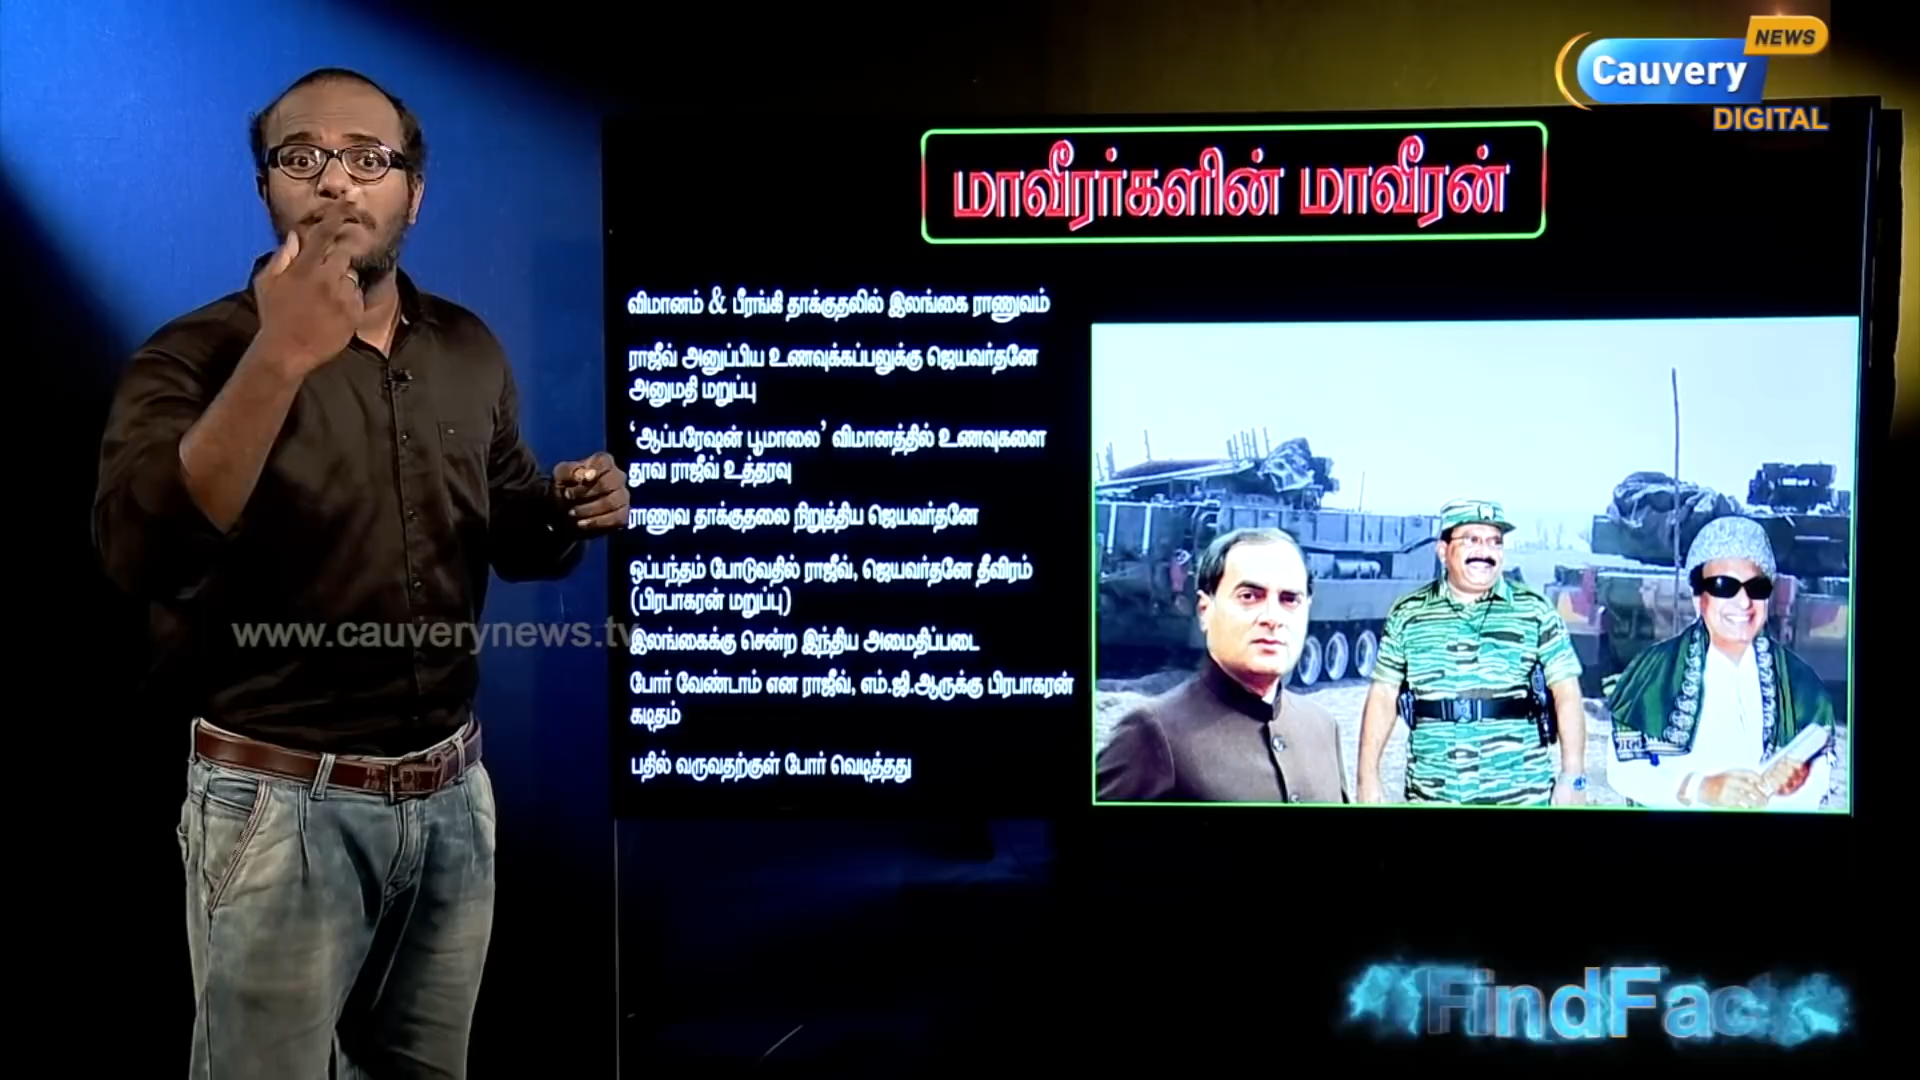 Cauvery NEWS
DIGITAL
மாவீரர்களின் மாவீரன்
விமானம் & பீரங்கி தாக்குதலில் இலங்கை ராணுவம்
ராஜீவ் அனுப்பிய உணவுக்கப்பலுக்கு ஜெயவர்தனே
அனுமதி மறுப்பு
‘ஆப்பரேஷன் பூமாலை’ விமானத்தில் உணவுகளை
தூவ ராஜீவ் உத்தரவு
ராணுவ தாக்குதலை நிறுத்திய ஜெயவர்தனே
ஒப்பந்தம் போடுவதில் ராஜீவ், ஜெயவர்தனே தீவிரம்
(பிரபாகரன் மறுப்பு)
www.cauverynews.tv
இலங்கைக்கு சென்ற இந்திய அமைதிப்படை
போர் வேண்டாம் என ராஜீவ், எம்.ஜி.ஆருக்கு பிரபாகரன்
கடிதம்
பதில் வருவதற்குள் போர் வெடித்தது
FindFac